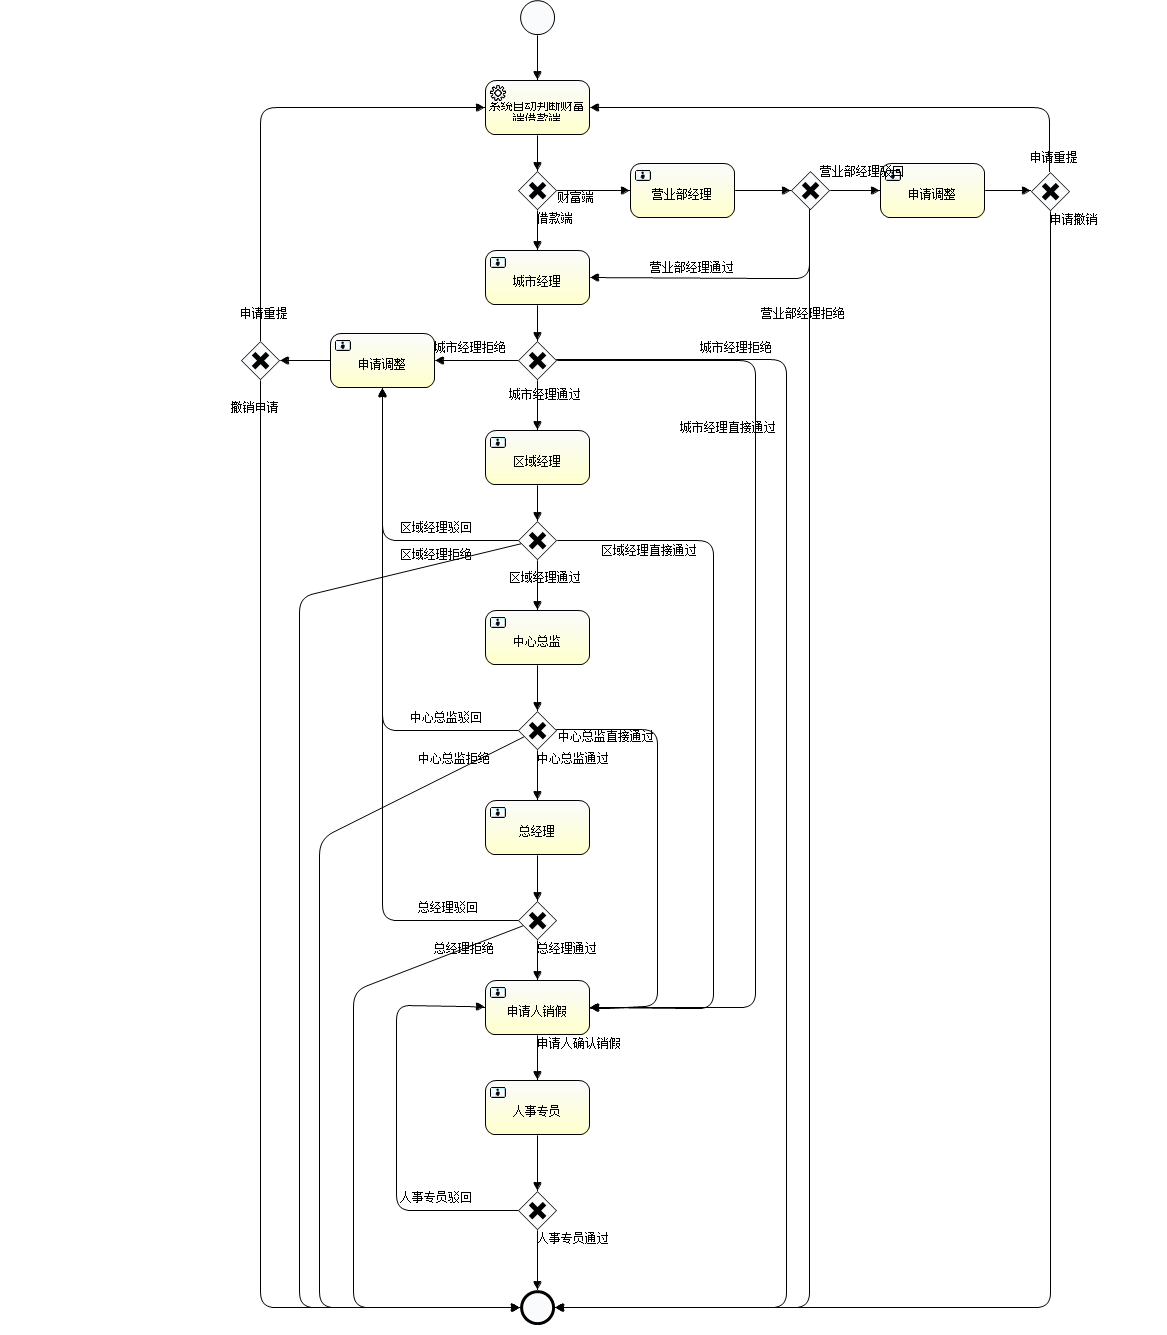 系统自动判断财富
端借款端
申请重提
营业部经理驳回
财富端
营业部经理
申请调整
借款端
申请撤销
营业部经理通过
城市经理
申请重提
营业部经理拒绝
城市经理拒绝
城市经理拒绝
申请调整
城市经理通过
撤销申请
城市经理直接通过
区域经理
区域经理驳回
区域经理直接通过
区域经理拒绝
区域经理通过
中心总监
中心总监驳回
中心总监直接通过
中心总监拒绝
中心总监通过
总经理
总经理驳回
总经理拒绝
总经理通过
申请人销假
申请人确认销假
人事专员
人事专员驳回
人事专员通过